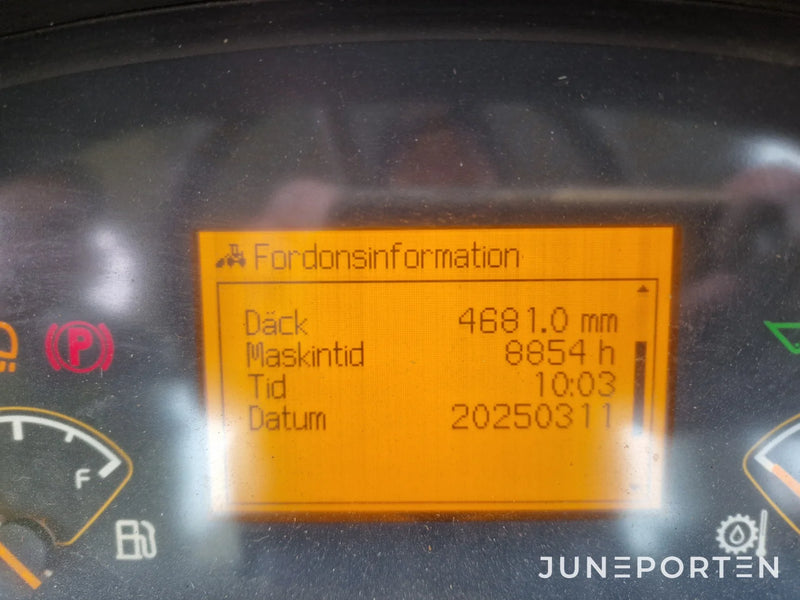 Fordonsinformation
Däck 4681.0 mm
Maskintid 8854 h
Tid 10:03
Datum 20250311
P
F
JUNEPORTEN